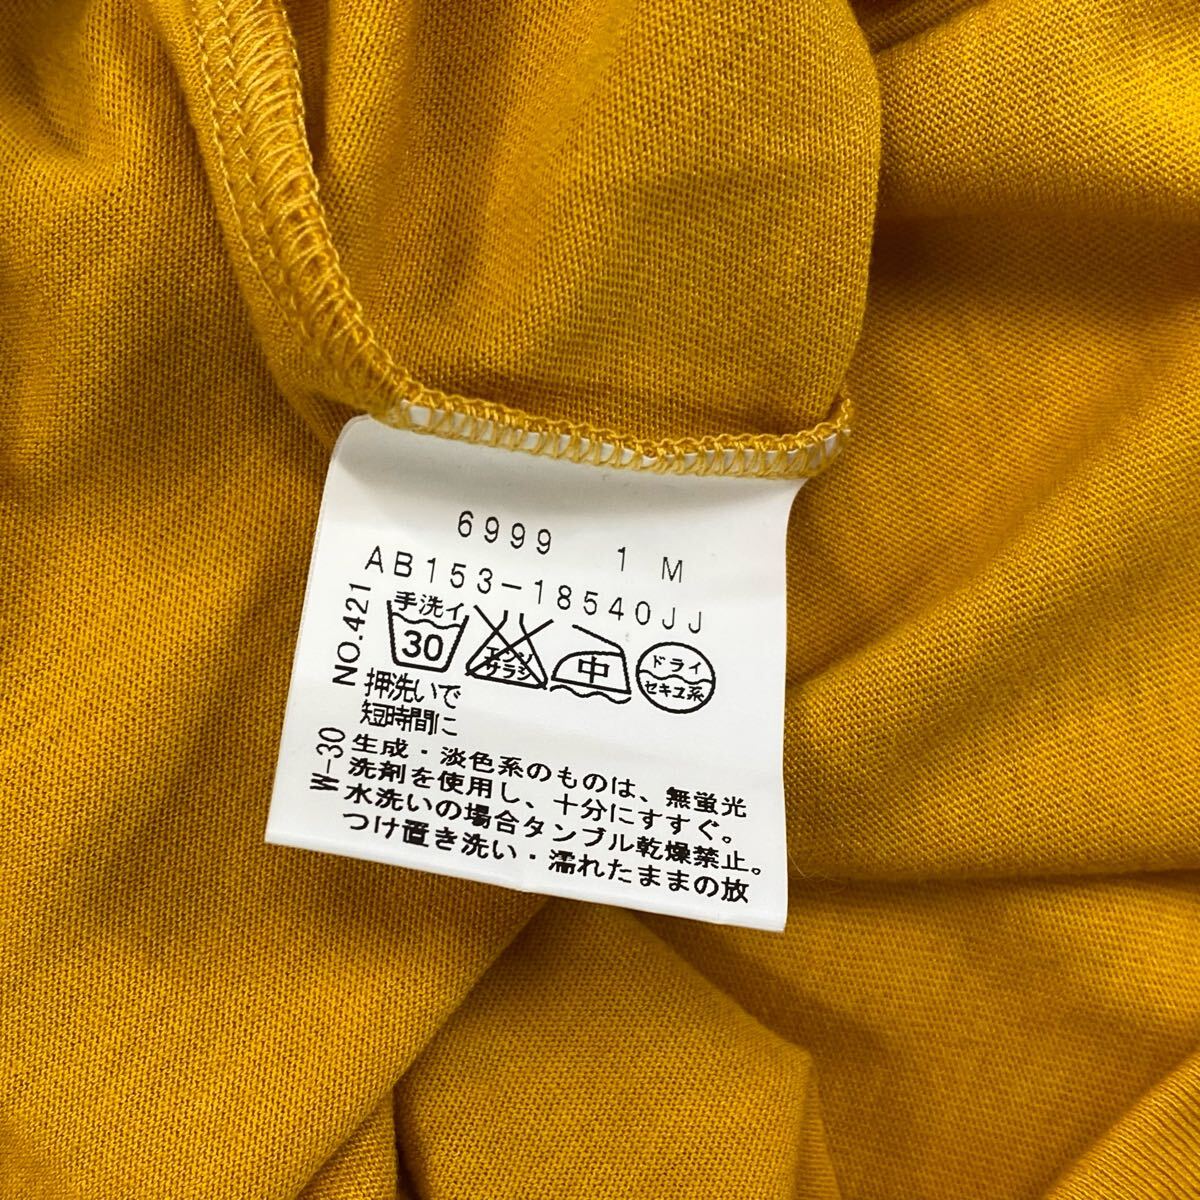 6999 1 M
AB153-18540JJ
手洗イ
30
エンソ
サラシ
中
ドライ
セキユ系
押洗いで
短時間に
生成・淡色系のものは、無蛍光
洗剤を使用し、十分にすすぐ。
水洗いの場合タンブル乾燥禁止。
つけ置き洗い・濡れたままの放
NO.421
W-30